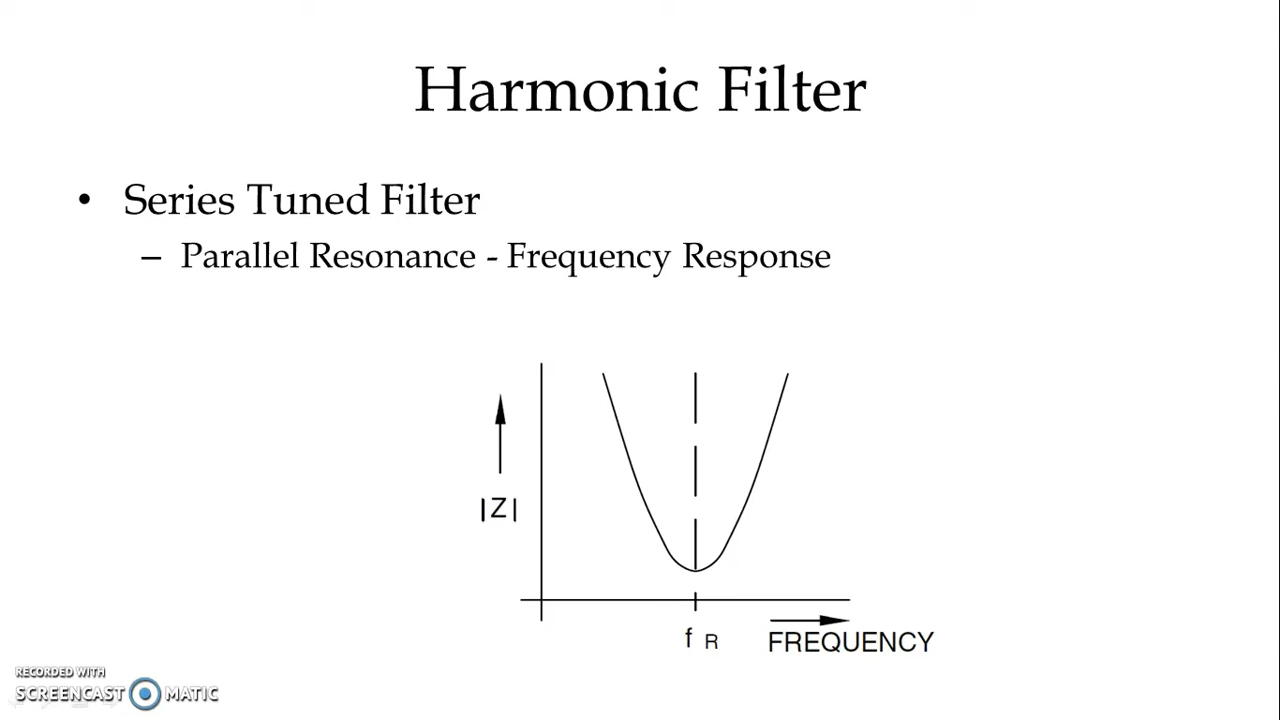 Harmonic Filter
• Series Tuned Filter
– Parallel Resonance - Frequency Response
|Z|
f R
FREQUENCY
RECORDED WITH
SCREENCAST MATIC